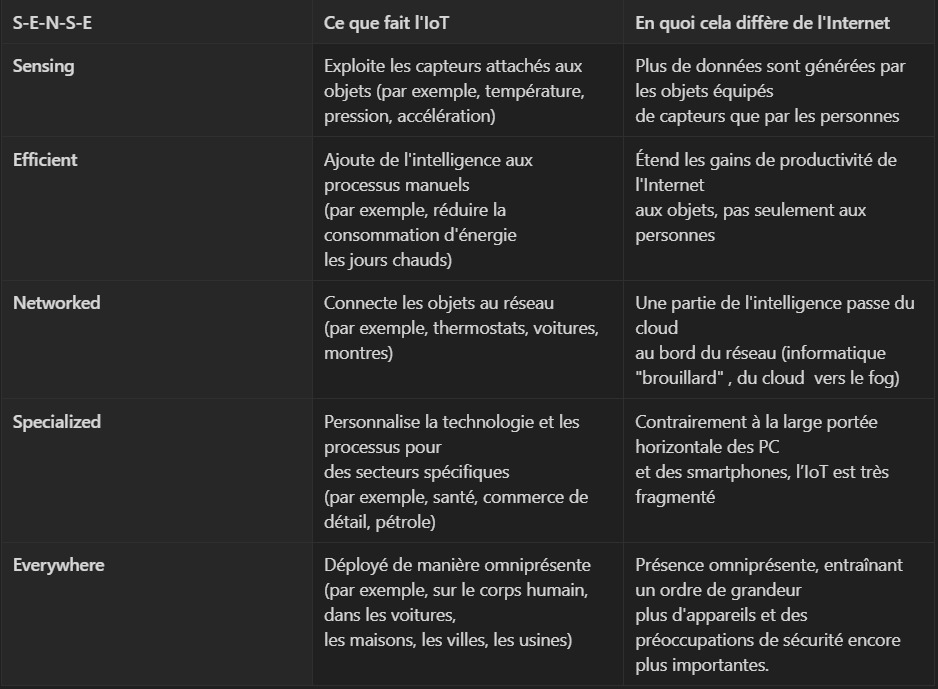 S-E-N-S-E
Ce que fait l'IoT
En quoi cela diffère de l'Internet
Sensing
Exploite les capteurs attachés aux
objets (par exemple, température,
pression, accélération)
Plus de données sont générées par
les objets équipés
de capteurs que par les personnes
Efficient
Ajoute de l'intelligence aux
processus manuels
(par exemple, réduire la
consommation d'énergie
les jours chauds)
Étend les gains de productivité de
l'Internet
aux objets, pas seulement aux
personnes
Networked
Connecte les objets au réseau
(par exemple, thermostats, voitures,
montres)
Une partie de l'intelligence passe du
cloud
au bord du réseau (informatique
"brouillard" , du cloud  vers le fog)
Specialized
Personnalise la technologie et les
processus pour
des secteurs spécifiques
(par exemple, santé, commerce de
détail, pétrole)
Contrairement à la large portée
horizontale des PC
et des smartphones, l’IoT est très
fragmenté
Everywhere
Déployé de manière omniprésente
(par exemple, sur le corps humain,
dans les voitures,
les maisons, les villes, les usines)
Présence omniprésente, entraînant
un ordre de grandeur
plus d'appareils et des
préoccupations de sécurité encore
plus importantes.